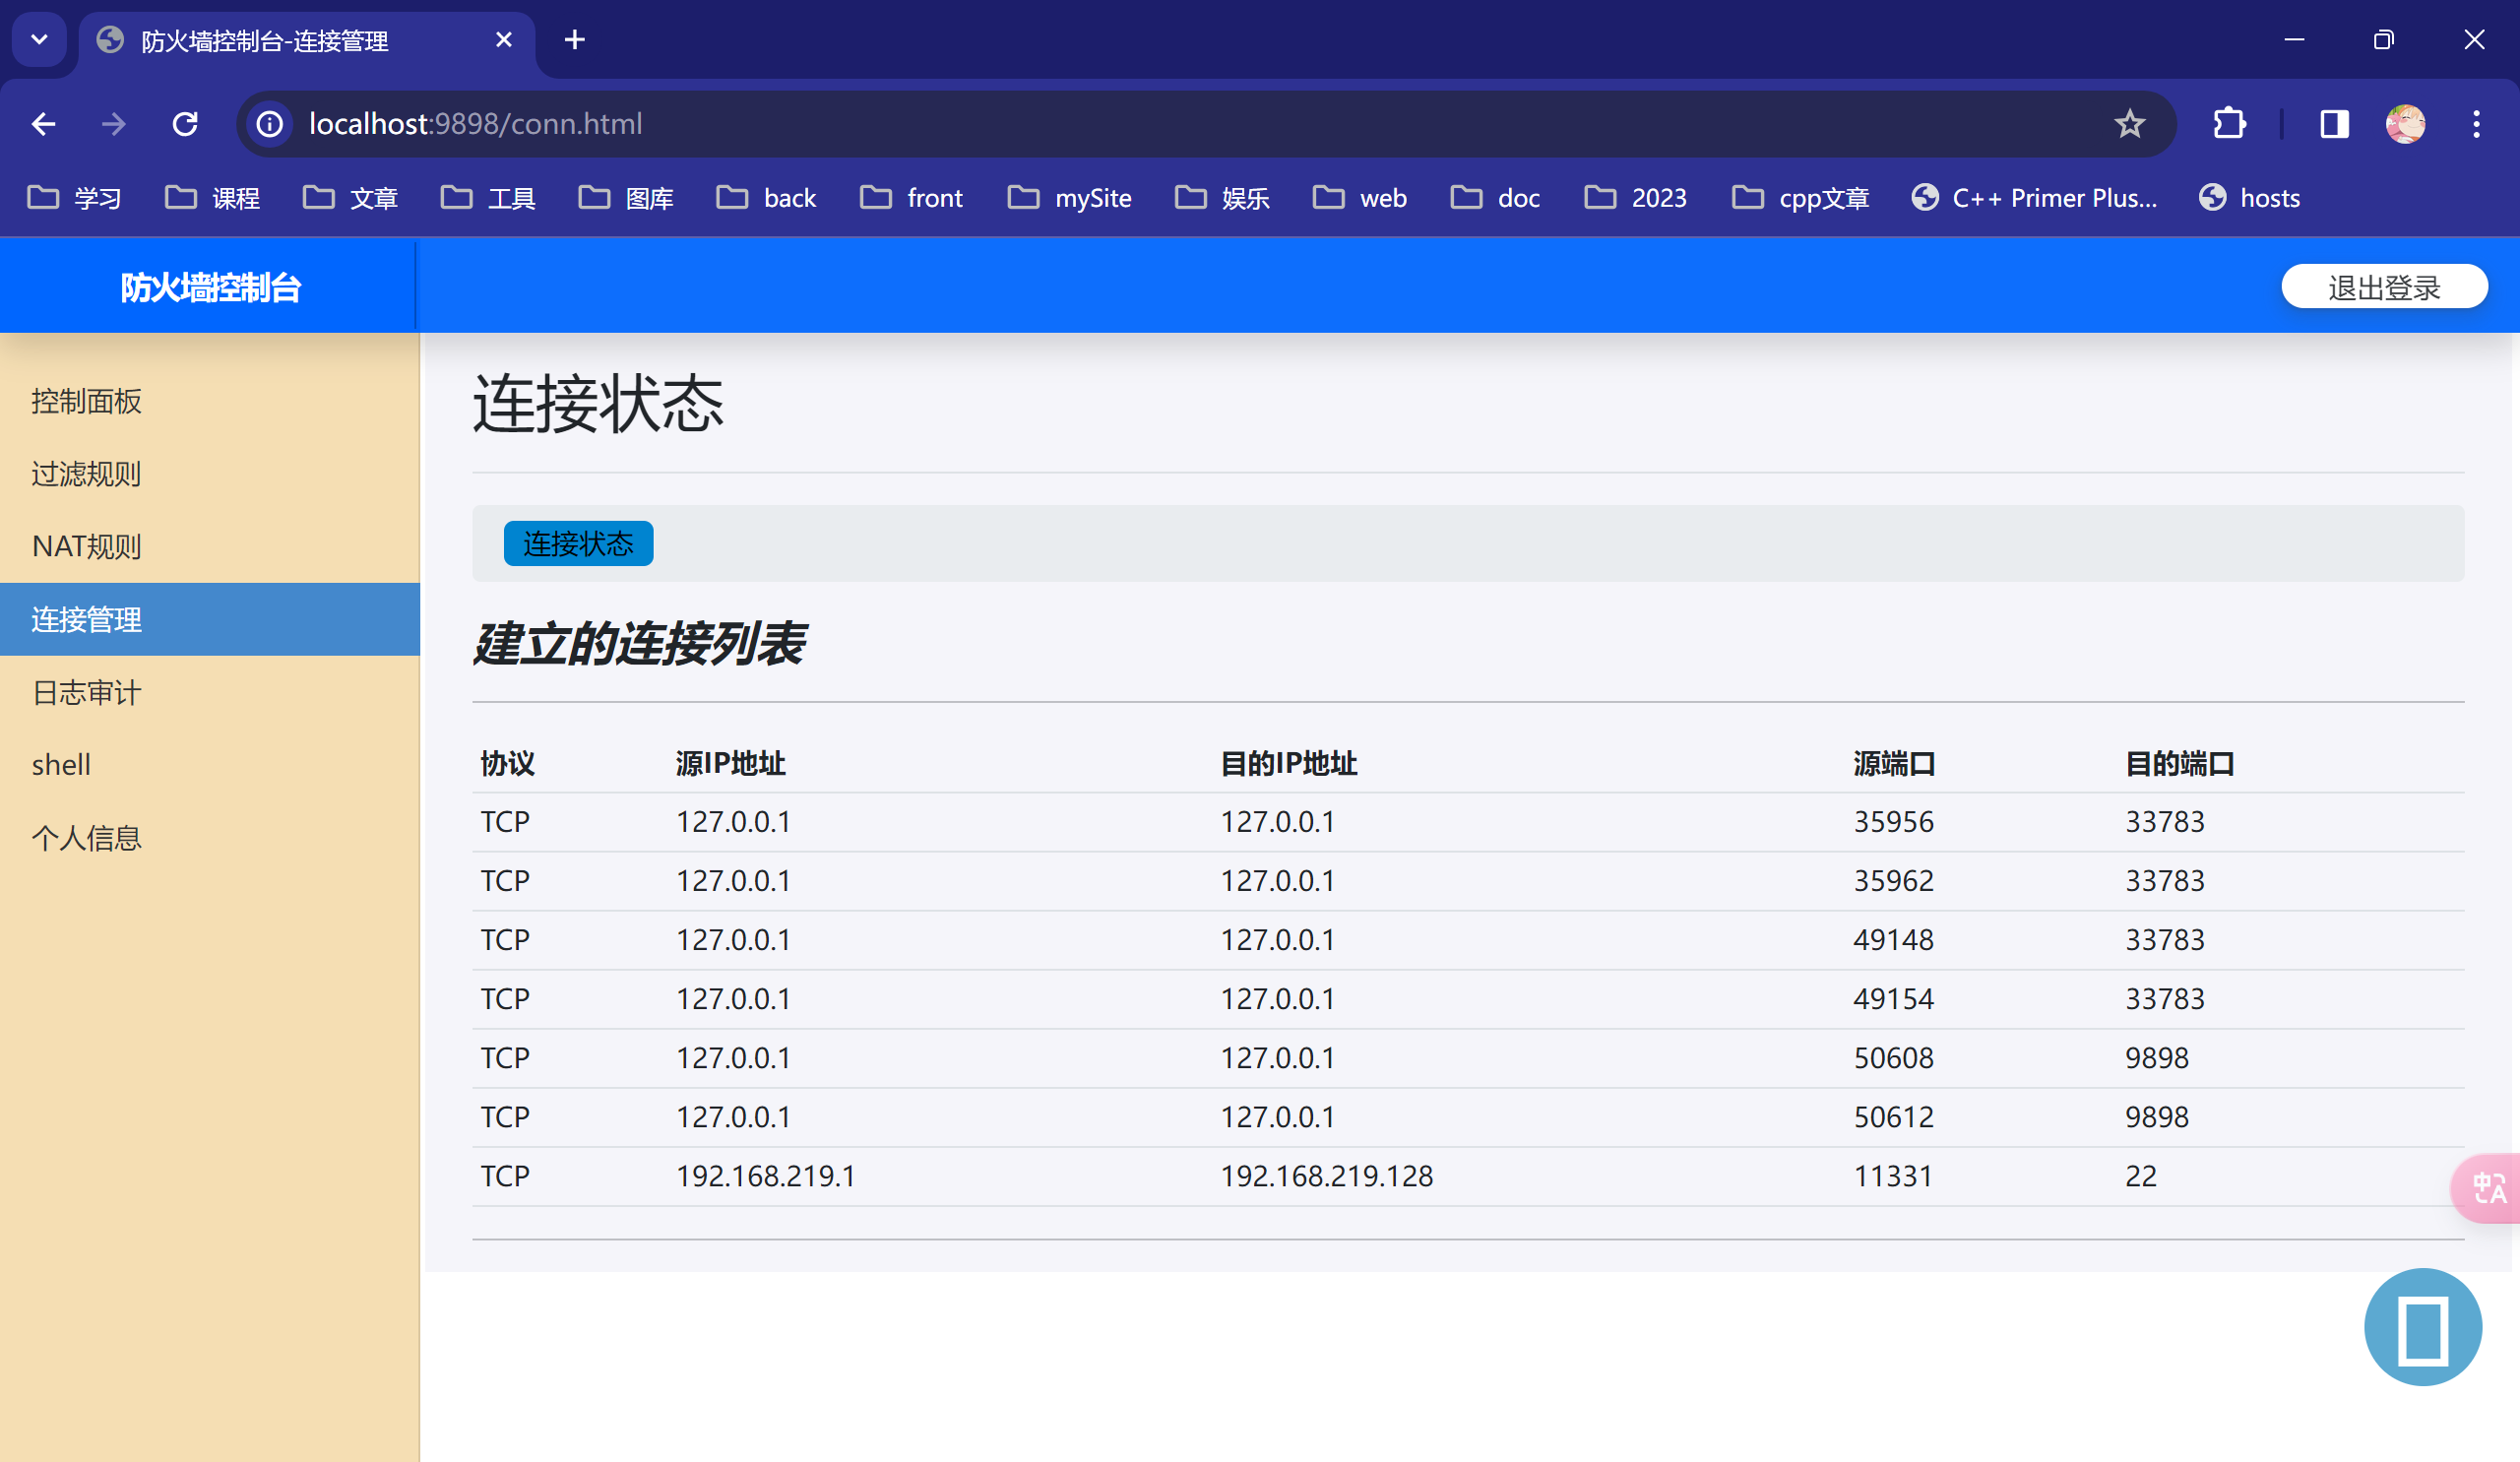 防火墙控制台-连接管理
localhost:9898/conn.html
学习 课程 文章 工具 图库 back front mySite 娱乐 web doc 2023 cpp文章 C++ Primer Plus... hosts
防火墙控制台 退出登录
控制面板
过滤规则
NAT规则
连接管理
日志审计
shell
个人信息
连接状态
连接状态
建立的连接列表
协议 源IP地址 目的IP地址 源端口 目的端口
TCP 127.0.0.1 127.0.0.1 35956 33783
TCP 127.0.0.1 127.0.0.1 35962 33783
TCP 127.0.0.1 127.0.0.1 49148 33783
TCP 127.0.0.1 127.0.0.1 49154 33783
TCP 127.0.0.1 127.0.0.1 50608 9898
TCP 127.0.0.1 127.0.0.1 50612 9898
TCP 192.168.219.1 192.168.219.128 11331 22
中A